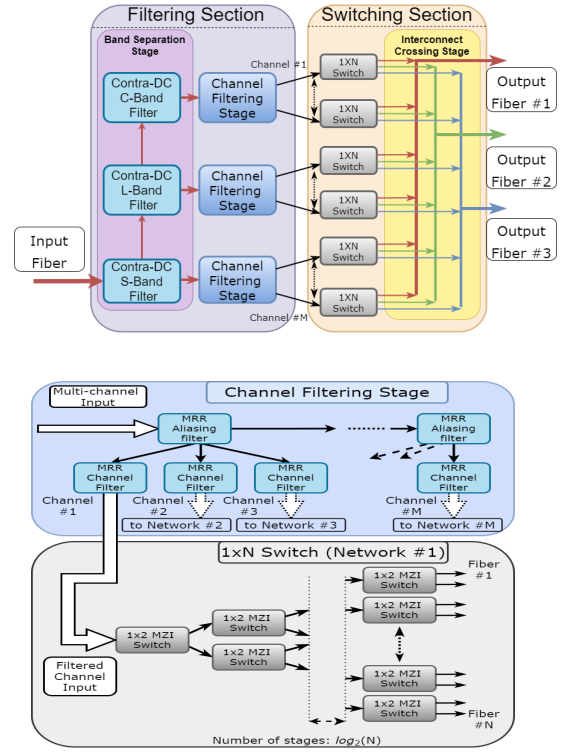 Filtering Section
Switching Section
Band Separation
Stage
Interconnect
Crossing Stage
Channel #1
Contra-DC
C-Band
Filter
Channel
Filtering
Stage
1XN
Switch
1XN
Switch
Output
Fiber #1
Contra-DC
L-Band
Filter
Channel
Filtering
Stage
1XN
Switch
1XN
Switch
Output
Fiber #2
Input
Fiber
Contra-DC
S-Band
Filter
Channel
Filtering
Stage
1XN
Switch
1XN
Switch
Output
Fiber #3
Channel #M
Multi-channel
Input
Channel Filtering Stage
MRR
Aliasing
filter
MRR
Aliasing
filter
MRR
Channel
Filter
MRR
Channel
Filter
MRR
Channel
Filter
MRR
Channel
Filter
Channel
#1
Channel
#2
Channel
#3
Channel
#M
to Network #2
to Network #3
to Network #M
1xN Switch (Network #1)
1x2 MZI
Switch
1x2 MZI
Switch
1x2 MZI
Switch
1x2 MZI
Switch
1x2 MZI
Switch
1x2 MZI
Switch
1x2 MZI
Switch
Fiber
#1
Fiber
#N
Filtered
Channel
Input
Number of stages: log₂(N)